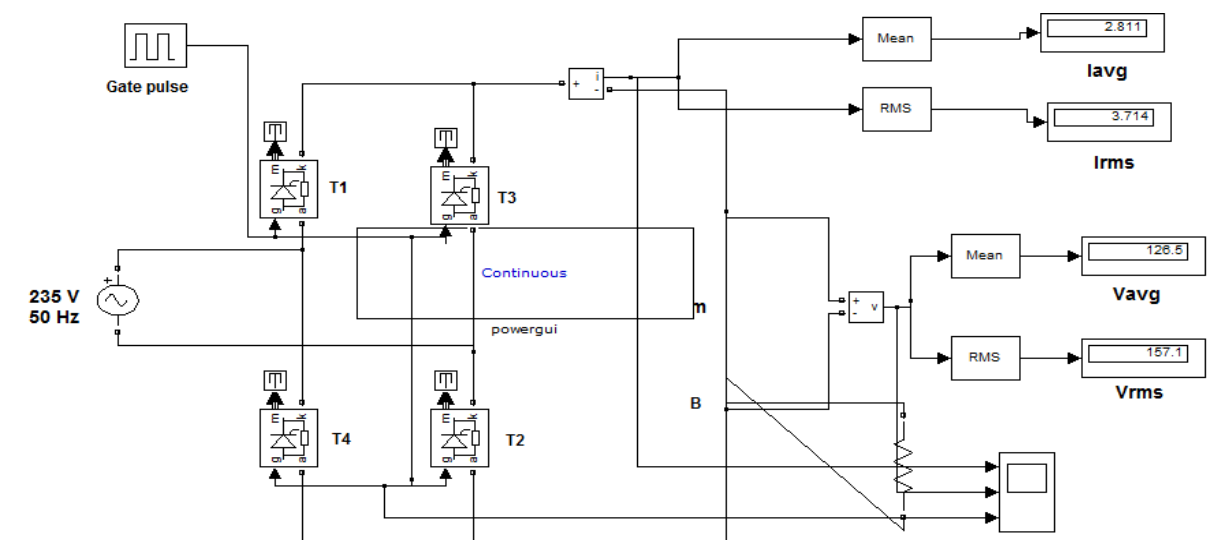 Gate pulse
Mean
2.811
Iavg
RMS
3.714
Irms
i
+
-
m
k
g
a
T1
m
k
g
a
T3
+
235 V
50 Hz
Continuous
m
powergui
+
-
v
Mean
126.5
Vavg
RMS
157.1
Vrms
B
m
k
g
a
T4
m
k
g
a
T2